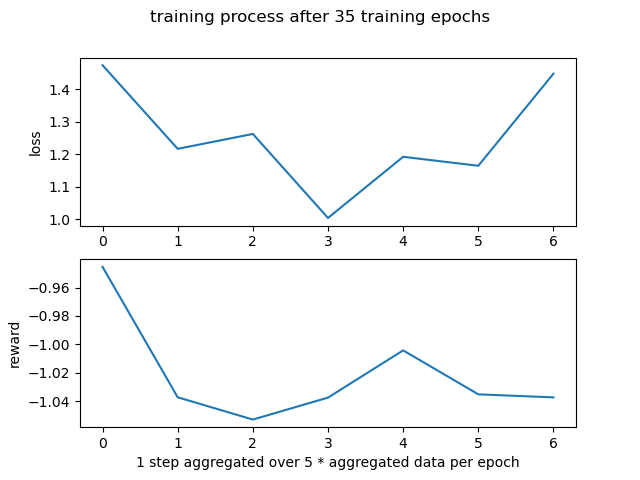 training process after 35 training epochs
1.4
1.3
1.2
1.1
1.0
loss
0 1 2 3 4 5 6
−0.96
−0.98
−1.00
−1.02
−1.04
reward
0 1 2 3 4 5 6
1 step aggregated over 5 * aggregated data per epoch